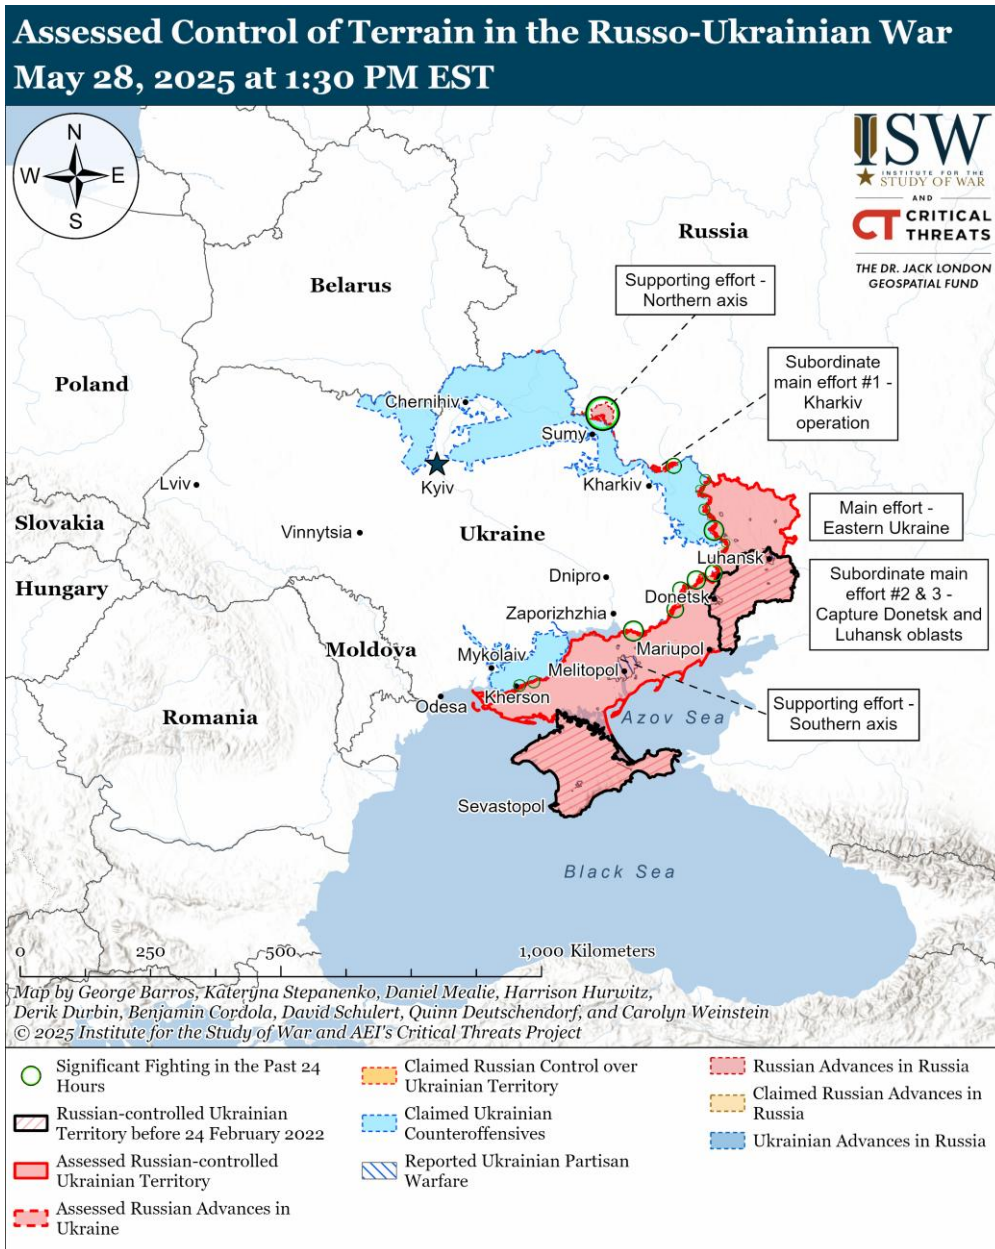 Assessed Control of Terrain in the Russo-Ukrainian War
May 28, 2025 at 1:30 PM EST
N
W
E
S
ISW
INSTITUTE FOR THE
STUDY OF WAR
AND
CT CRITICAL
THREATS
THE DR. JACK LONDON
GEOSPATIAL FUND
Russia
Belarus
Supporting effort -
Northern axis
Subordinate
main effort #1 -
Kharkiv
operation
Poland
Chernihiv
Sumy
Kyiv
Lviv
Kharkiv
Slovakia
Vinnytsia
Ukraine
Main effort -
Eastern Ukraine
Luhansk
Hungary
Dnipro
Donetsk
Subordinate main
effort #2 & 3 -
Capture Donetsk and
Luhansk oblasts
Zaporizhzhia
Moldova
Mykolaiv
Mariupol
Melitopol
Kherson
Odesa
Romania
Azov Sea
Supporting effort -
Southern axis
Sevastopol
Black Sea
0 250 500 1,000 Kilometers
Map by George Barros, Kateryna Stepanenko, Daniel Mealie, Harrison Hurwitz,
Derik Durbin, Benjamin Cordola, David Schulert, Quinn Deutschendorf, and Carolyn Weinstein
© 2025 Institute for the Study of War and AEI's Critical Threats Project
Significant Fighting in the Past 24
Hours
Russian-controlled Ukrainian
Territory before 24 February 2022
Assessed Russian-controlled
Ukrainian Territory
Assessed Russian Advances in
Ukraine
Claimed Russian Control over
Ukrainian Territory
Claimed Ukrainian
Counteroffensives
Reported Ukrainian Partisan
Warfare
Russian Advances in Russia
Claimed Russian Advances in
Russia
Ukrainian Advances in Russia